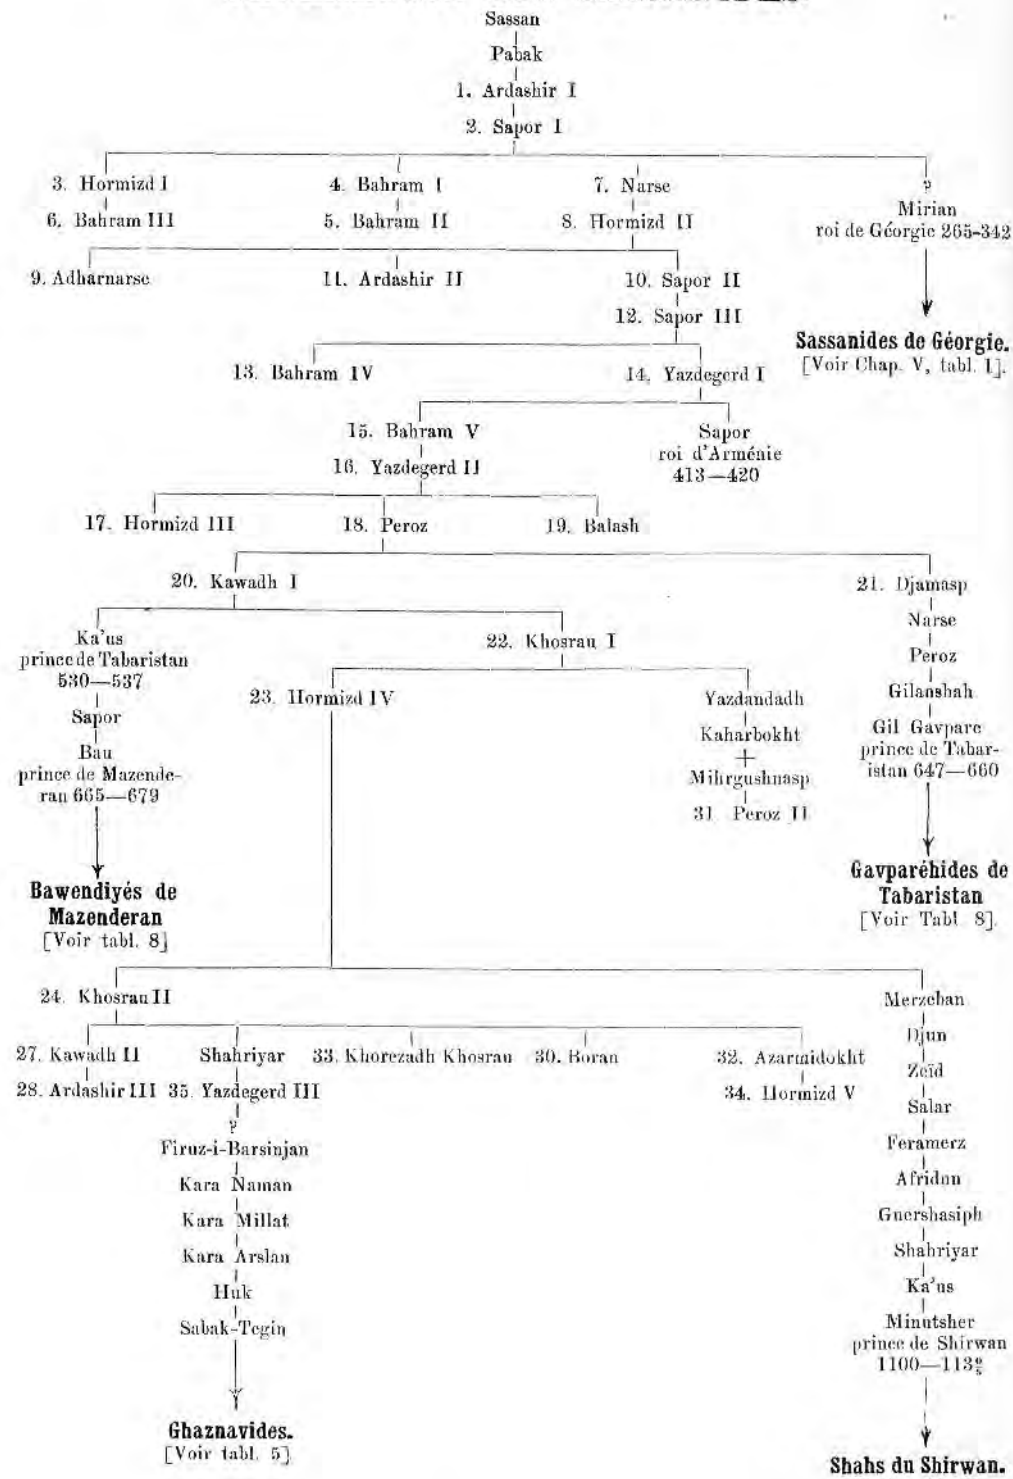 Sassan
Pabak
1. Ardashir I
2. Sapor I
3. Hormizd I 4. Bahram I 7. Narse ?
6. Bahram III 5. Bahram II 8. Hormizd II Mirian
roi de Géorgie 265-342
9. Adharnarse 11. Ardashir II 10. Sapor II
12. Sapor III
Sassanides de Géorgie.
[Voir Chap. V, tabl. 1].
13. Bahram IV 14. Yazdegerd I
15. Bahram V Sapor
16. Yazdegerd II roi d'Arménie
413—420
17. Hormizd III 18. Peroz 19. Balash
20. Kawadh I 21. Djamasp
Ka'us 22. Khosrau I Narse
prince de Tabaristan Peroz
530—537
23. Hormizd IV Yazdandadh Gilanshah
Sapor Kaharbokht Gil Gavpare
Bau + prince de Tabar-
prince de Mazende- Mihrgushnasp istan 647—660
ran 665—679 31 Peroz II
Bawendiyés de Gavparéhides de
Mazenderan Tabaristan
[Voir tabl. 8] [Voir Tabl 8].
24. Khosrau II Merzeban
Djun
27. Kawadh II Shahriyar 33. Khorezadh Khosrau 30. Boran 32. Azarmidokht
Zeïd
28. Ardashir III 35. Yazdegerd III 34. Hormizd V
Salar
?
Firuz-i-Barsinjan Feramerz
Kara Naman Afridun
Kara Millat Guershasiph
Kara Arslan Shahriyar
Huk Ka'us
Sabak-Tegin Minutsher
prince de Shirwan
1100—113
Ghaznavides.
[Voir tabl. 5]
Shahs du Shirwan.